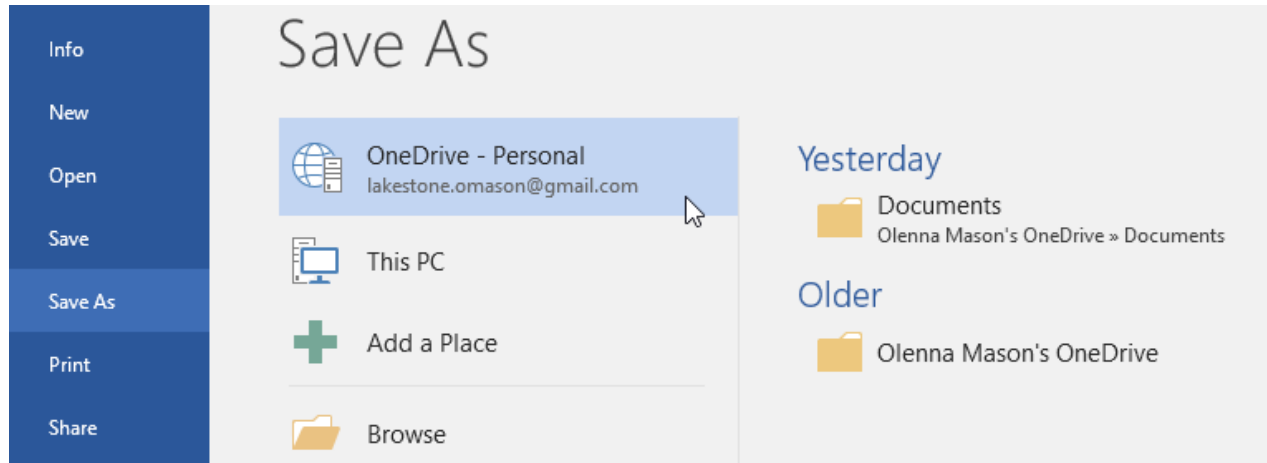 Info
New
Open
Save
Save As
Print
Share
Save As
OneDrive - Personal
lakestone.omason@gmail.com
This PC
Add a Place
Browse
Yesterday
Documents
Olenna Mason's OneDrive » Documents
Older
Olenna Mason's OneDrive